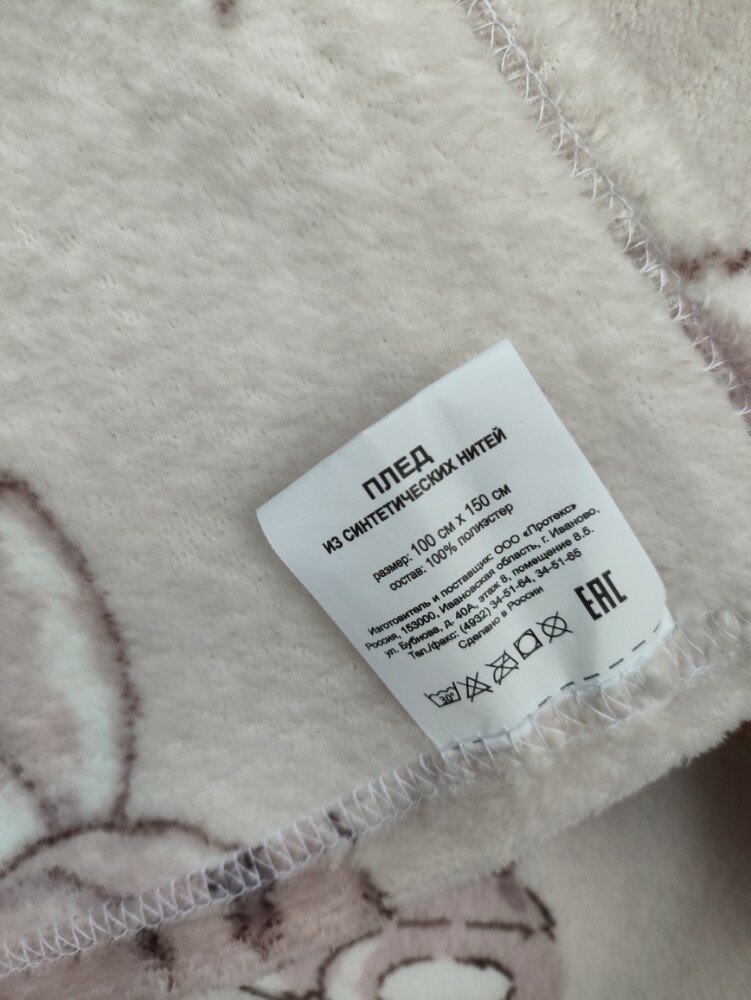 ПЛЕД
ИЗ СИНТЕТИЧЕСКИХ НИТЕЙ
размер: 100 см х 150 см
состав: 100% полиэстер
Изготовитель и поставщик: ООО «Протекс»
Россия, 153000, Ивановская область, г. Иваново,
ул. Бубнова, д. 40А, этаж 8, помещение 8.5.
Тел./факс: (4932) 34-51-64, 34-51-65
Сделано в России
30°
EAC